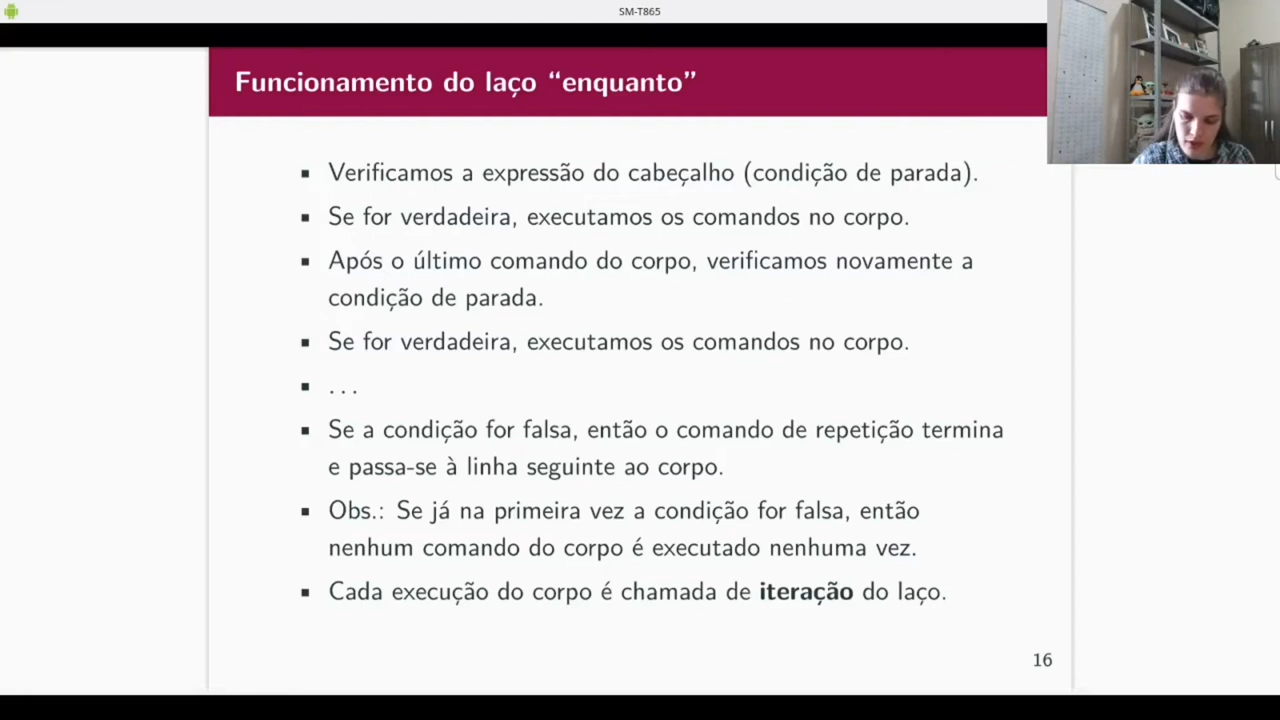 SM-T865
Funcionamento do laço “enquanto”
▪ Verificamos a expressão do cabeçalho (condição de parada).
▪ Se for verdadeira, executamos os comandos no corpo.
▪ Após o último comando do corpo, verificamos novamente a
condição de parada.
▪ Se for verdadeira, executamos os comandos no corpo.
▪ . . .
▪ Se a condição for falsa, então o comando de repetição termina
e passa-se à linha seguinte ao corpo.
▪ Obs.: Se já na primeira vez a condição for falsa, então
nenhum comando do corpo é executado nenhuma vez.
▪ Cada execução do corpo é chamada de iteração do laço.
16